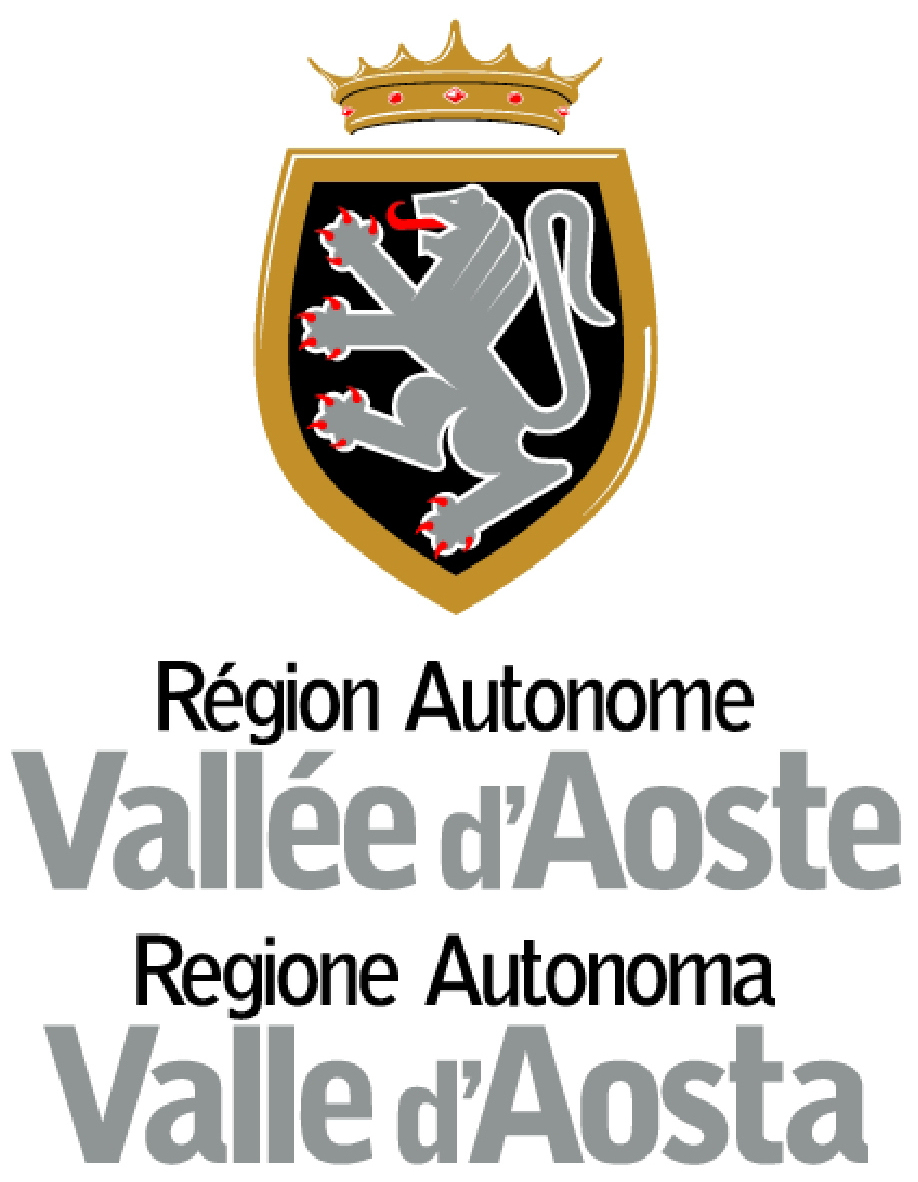 Région Autonome
Vallée d'Aoste
Regione Autonoma
Valle d'Aosta